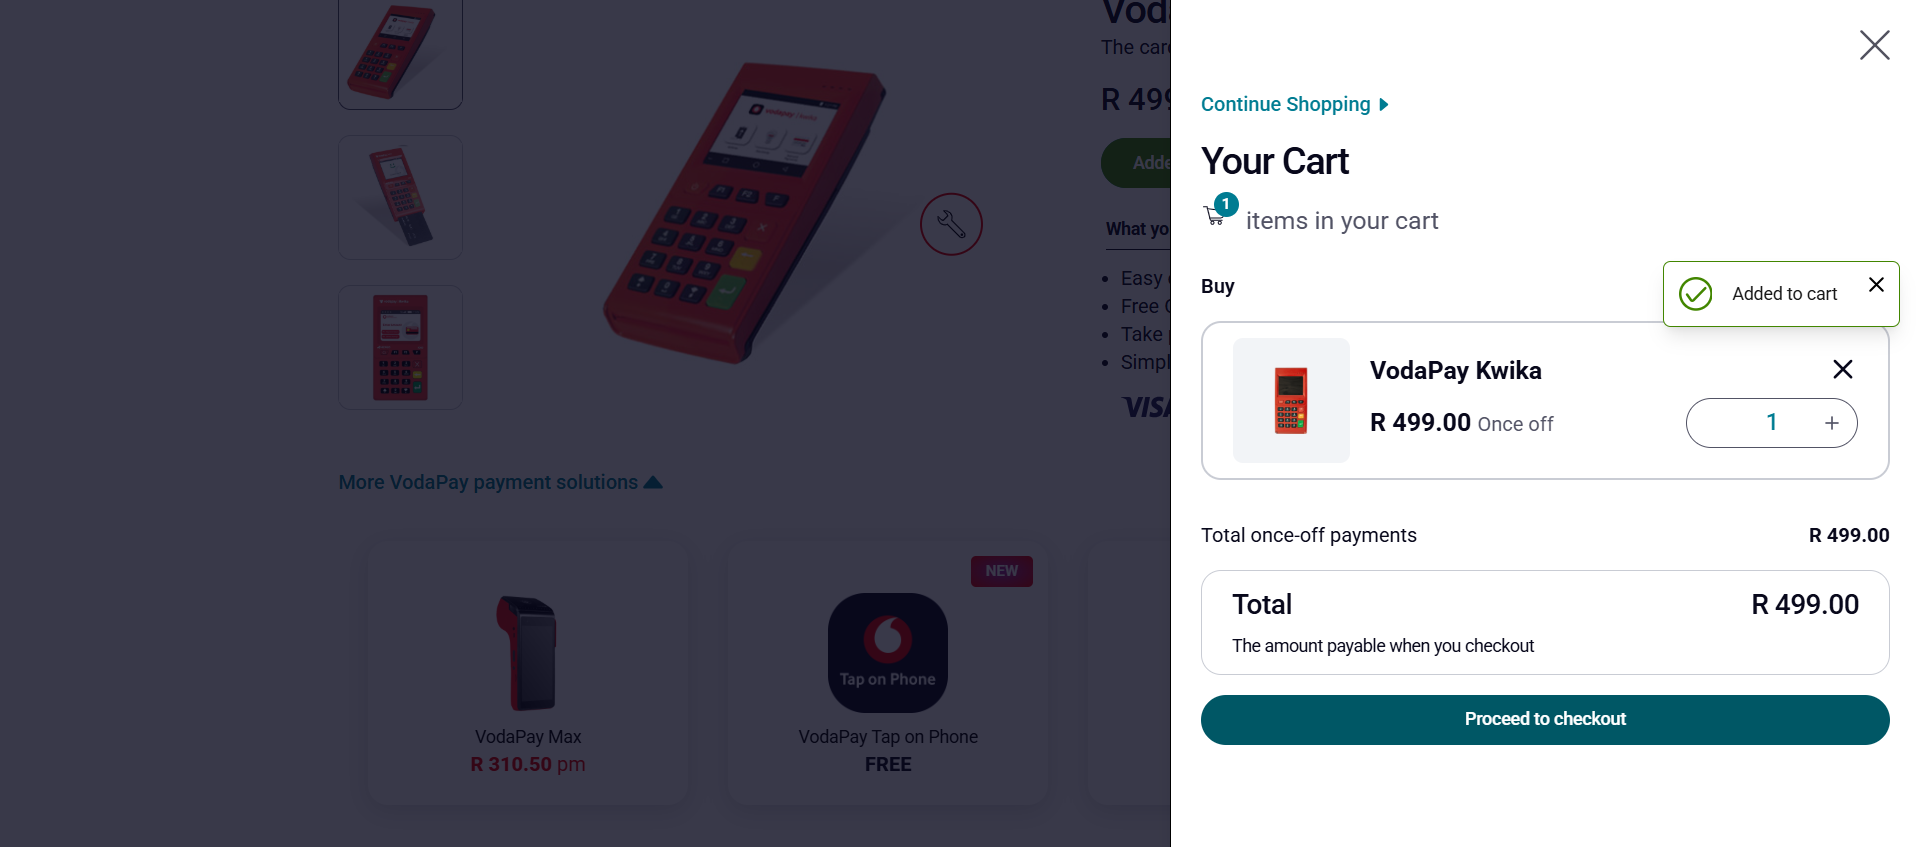 Voda
The car
R 499
Adde
What yo
Easy
Free
Take
Simpl
VISA
More VodaPay payment solutions
VodaPay Max
R 310.50 pm
NEW
Tap on Phone
VodaPay Tap on Phone
FREE
Continue Shopping
Your Cart
1
items in your cart
Buy
Added to cart
VodaPay Kwika
R 499.00 Once off
1 +
Total once-off payments
R 499.00
Total
R 499.00
The amount payable when you checkout
Proceed to checkout